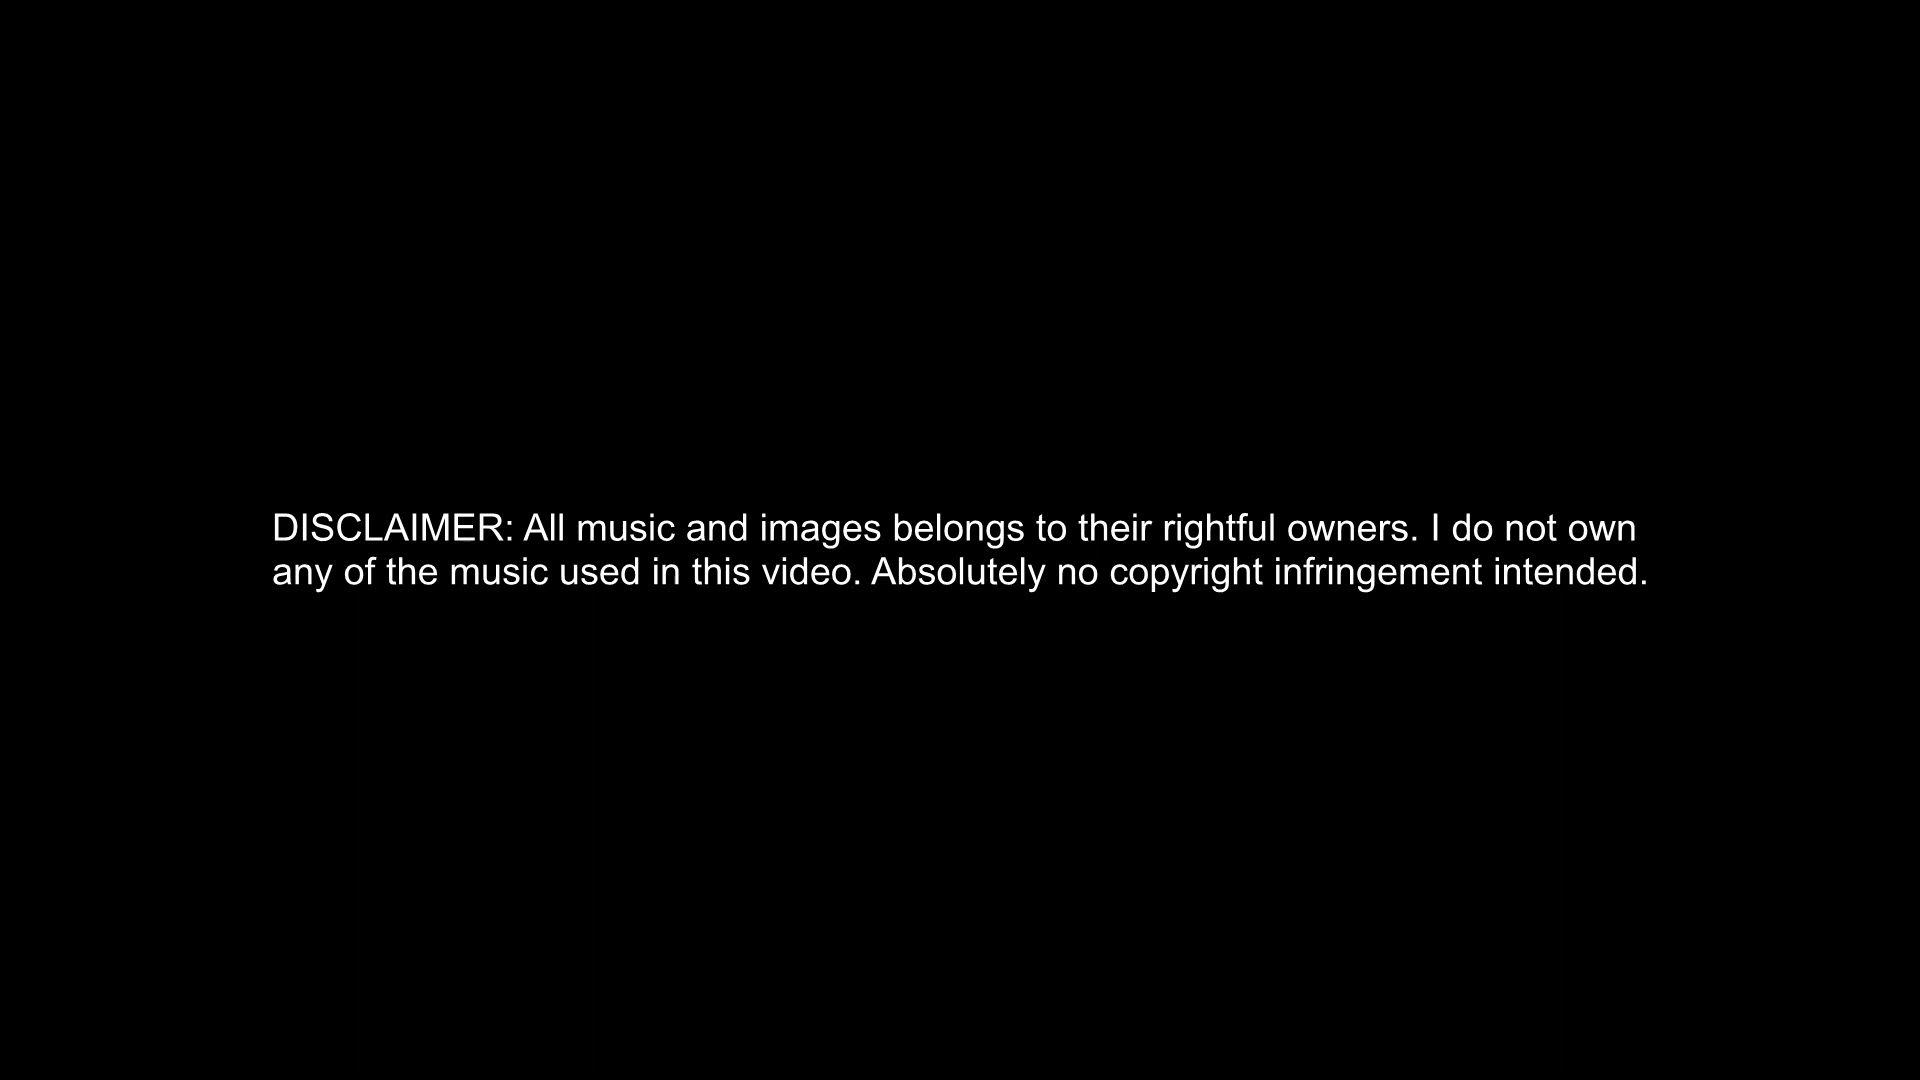 DISCLAIMER: All music and images belongs to their rightful owners. I do not own
any of the music used in this video. Absolutely no copyright infringement intended.